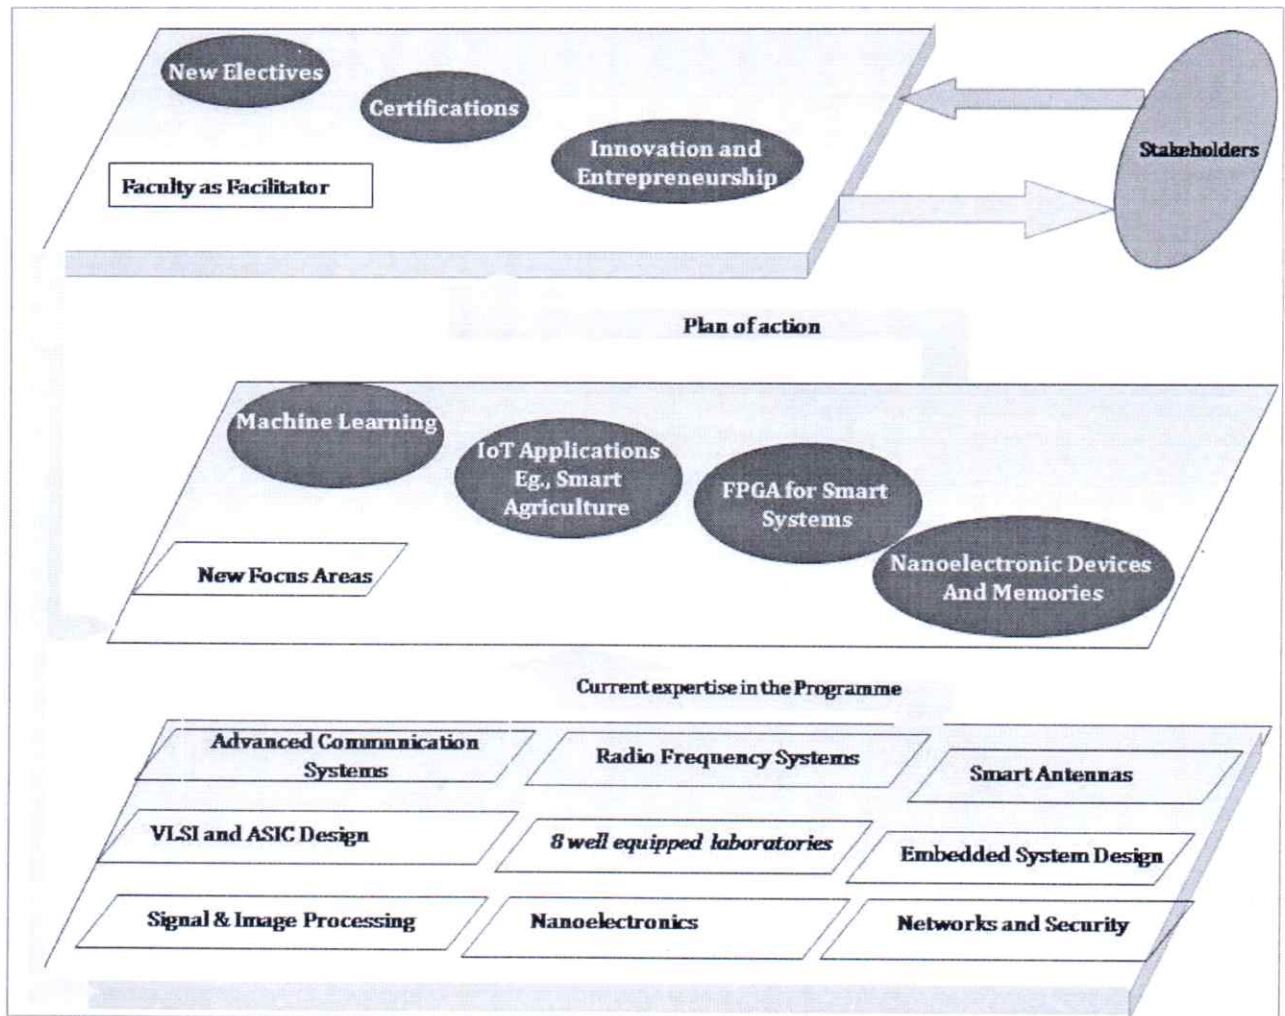 New Electives
Certifications
Innovation and
Entrepreneurship
Faculty as Facilitator
Stakeholders
Plan of action
Machine Learning
IoT Applications
Eg., Smart
Agriculture
FPGA for Smart
Systems
Nanoelectronic Devices
And Memories
New Focus Areas
Current expertise in the Programme
Advanced Communication
Systems
Radio Frequency Systems
Smart Antennas
VLSI and ASIC Design
8 well equipped laboratories
Embedded System Design
Signal & Image Processing
Nanoelectronics
Networks and Security